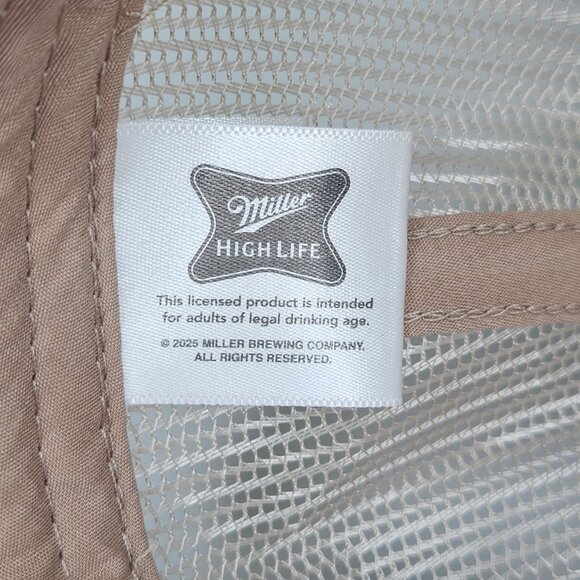 Miller
HIGH LIFE
This licensed product is intended
for adults of legal drinking age.
© 2025 MILLER BREWING COMPANY.
ALL RIGHTS RESERVED.